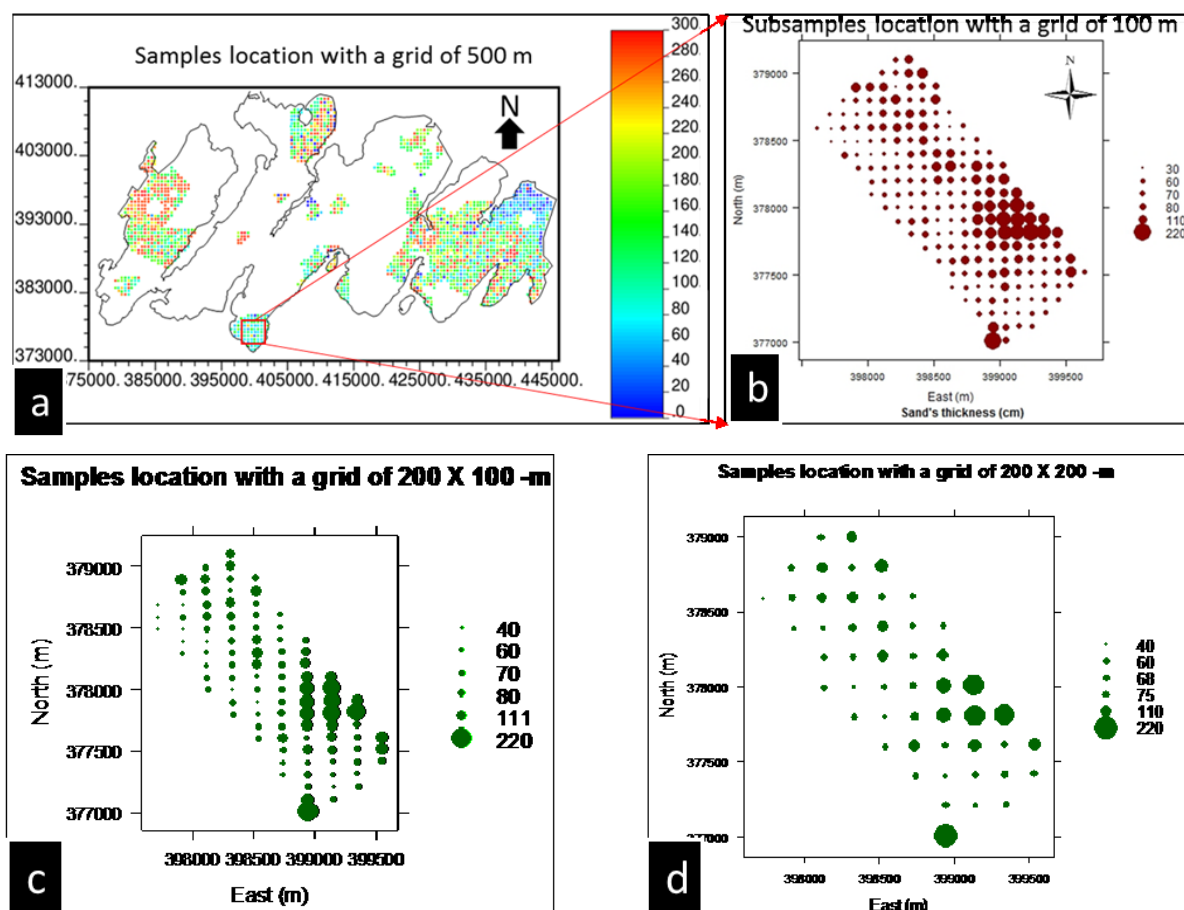 Samples location with a grid of 500 m
N
413000.
403000.
393000.
383000.
373000.
385000. 395000. 405000. 415000. 425000. 435000. 445000.
300
280
260
240
220
200
180
160
140
120
100
80
60
40
20
0
a
Subsamples location with a grid of 100 m
N
379000
378500
378000
377500
377000
North (m)
398000 398500 399000 399500
East (m)
Sand's thickness (cm)
30
60
70
80
110
220
b
Samples location with a grid of 200 X 100 -m
379000
378500
378000
377500
377000
North (m)
398000 398500 399000 399500
East (m)
40
60
70
80
111
220
c
Samples location with a grid of 200 X 200 -m
379000
378500
378000
377500
377000
North (m)
398000 398500 399000 399500
East (m)
40
60
68
75
110
220
d